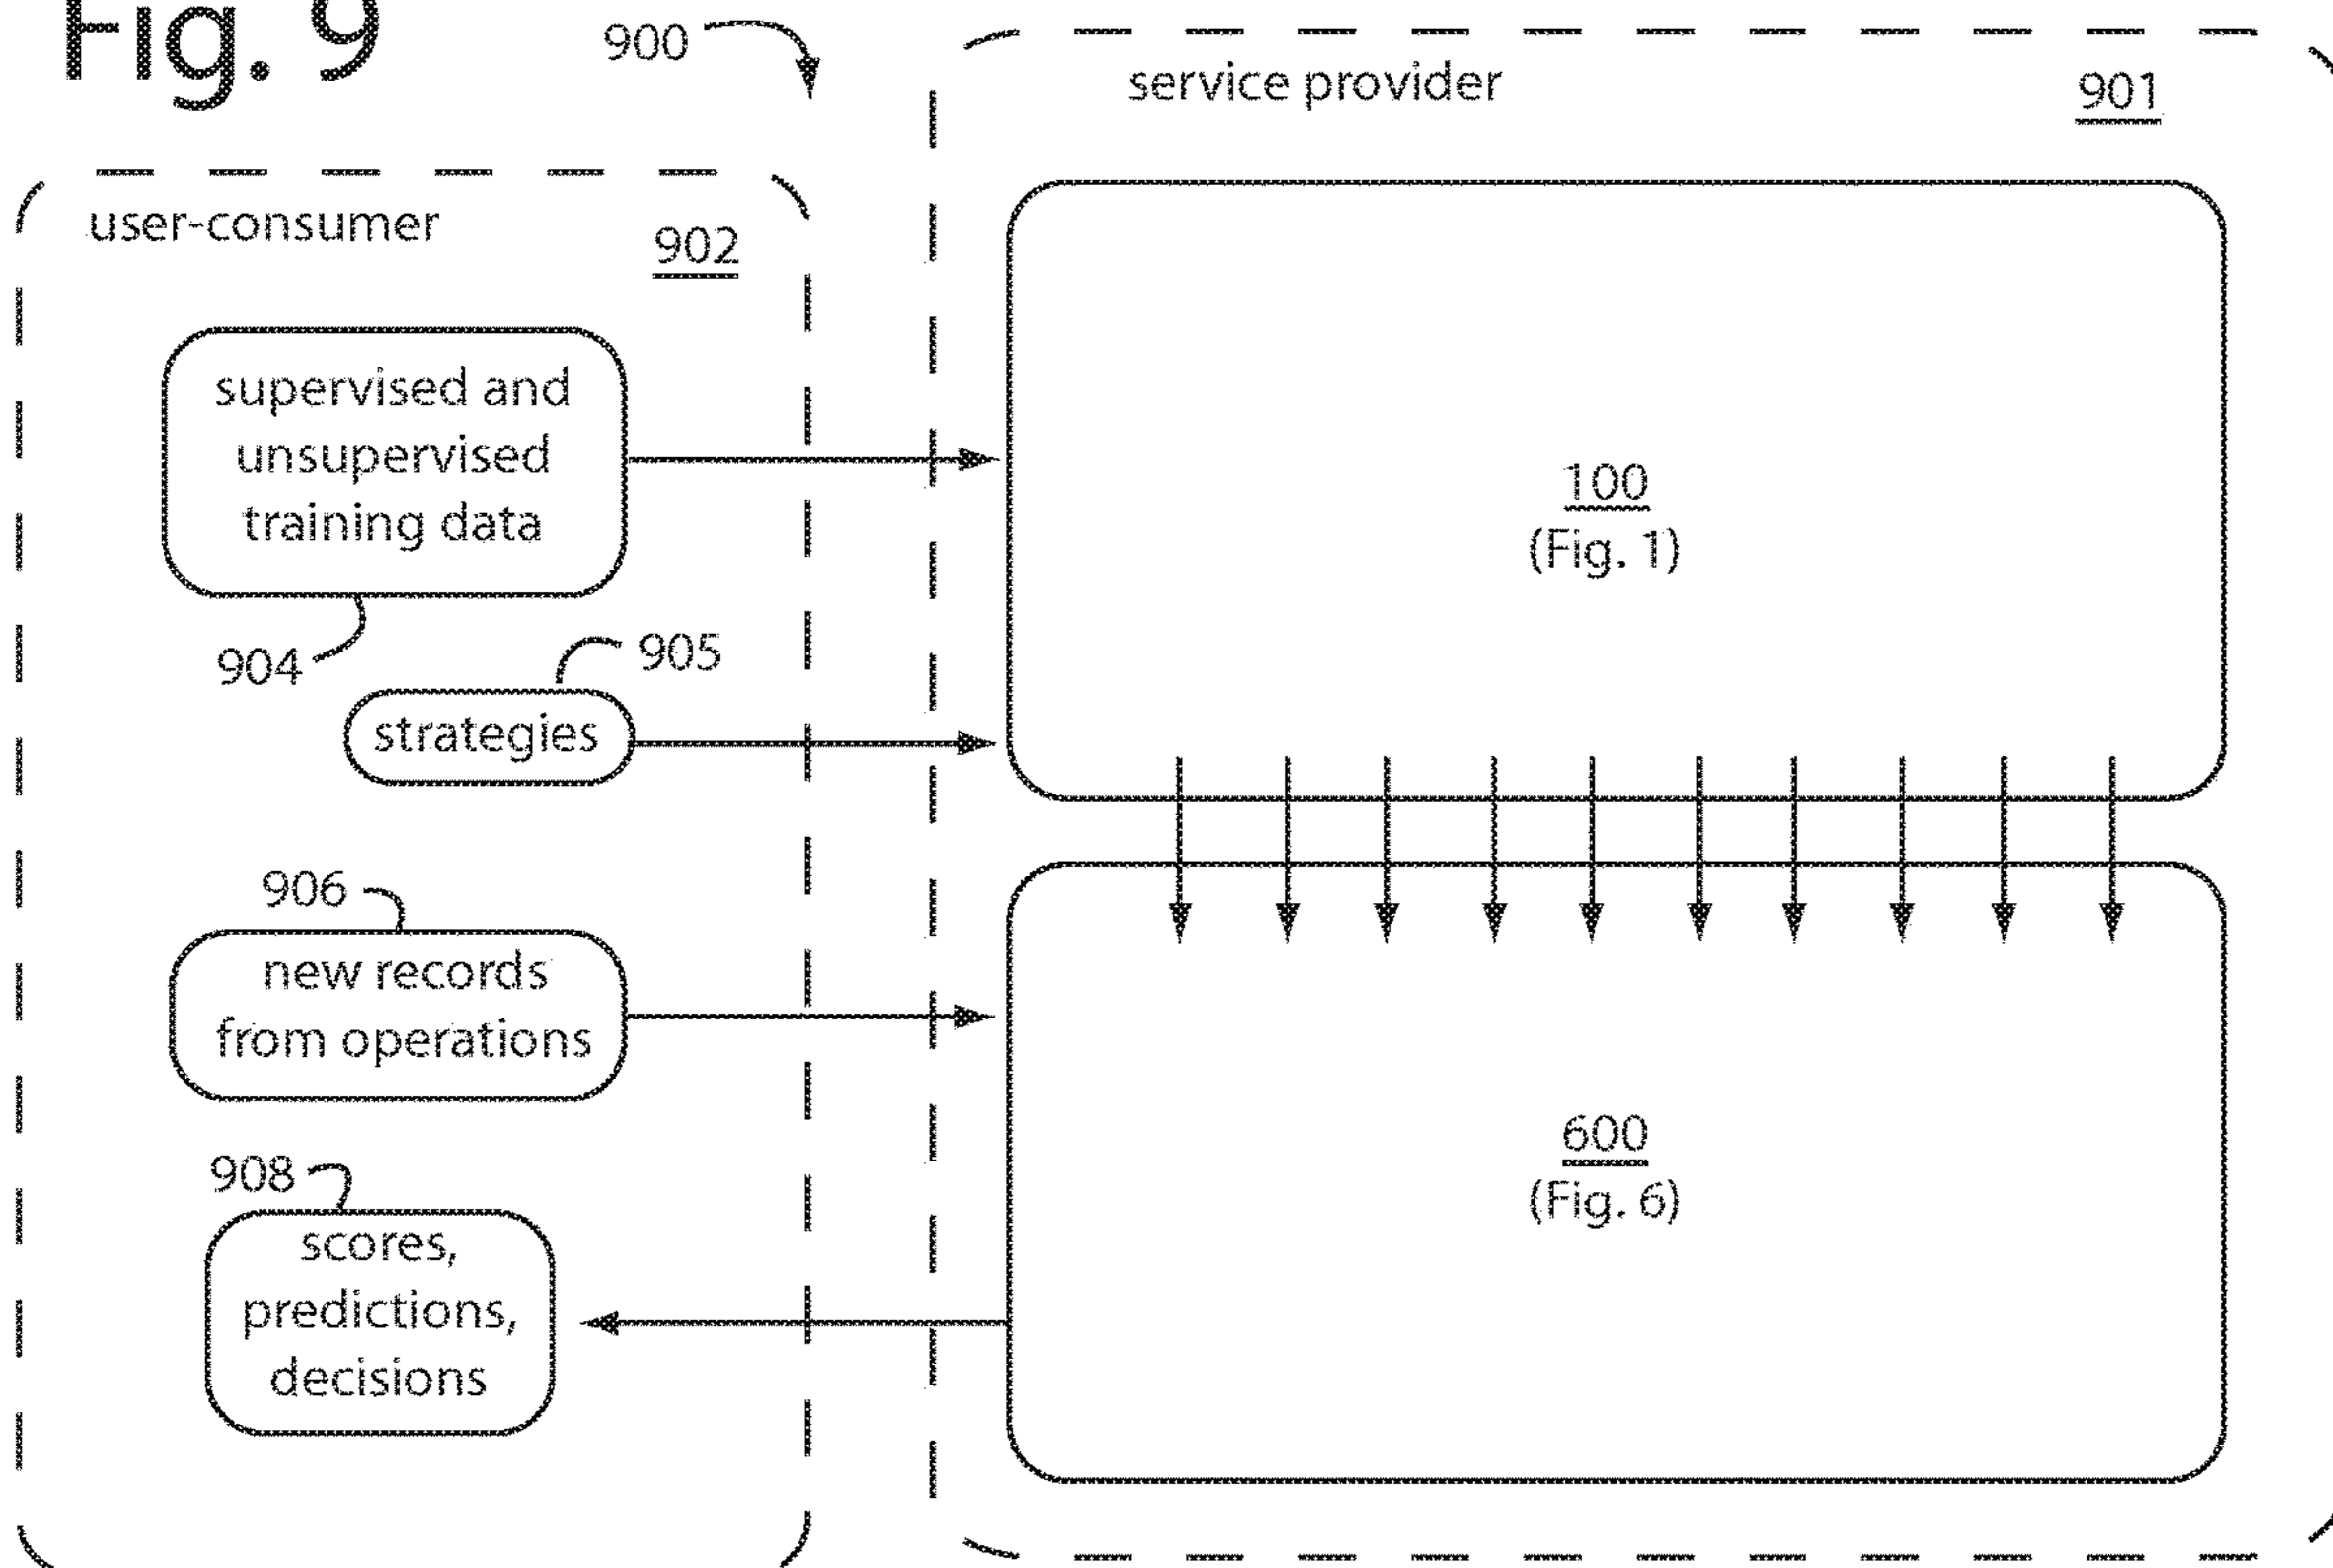 Fig. 9
900
service provider
901
user-consumer
902
supervised and
unsupervised
training data
904
905
strategies
100
(Fig. 1)
906
new records
from operations
908
scores,
predictions,
decisions
600
(Fig. 6)